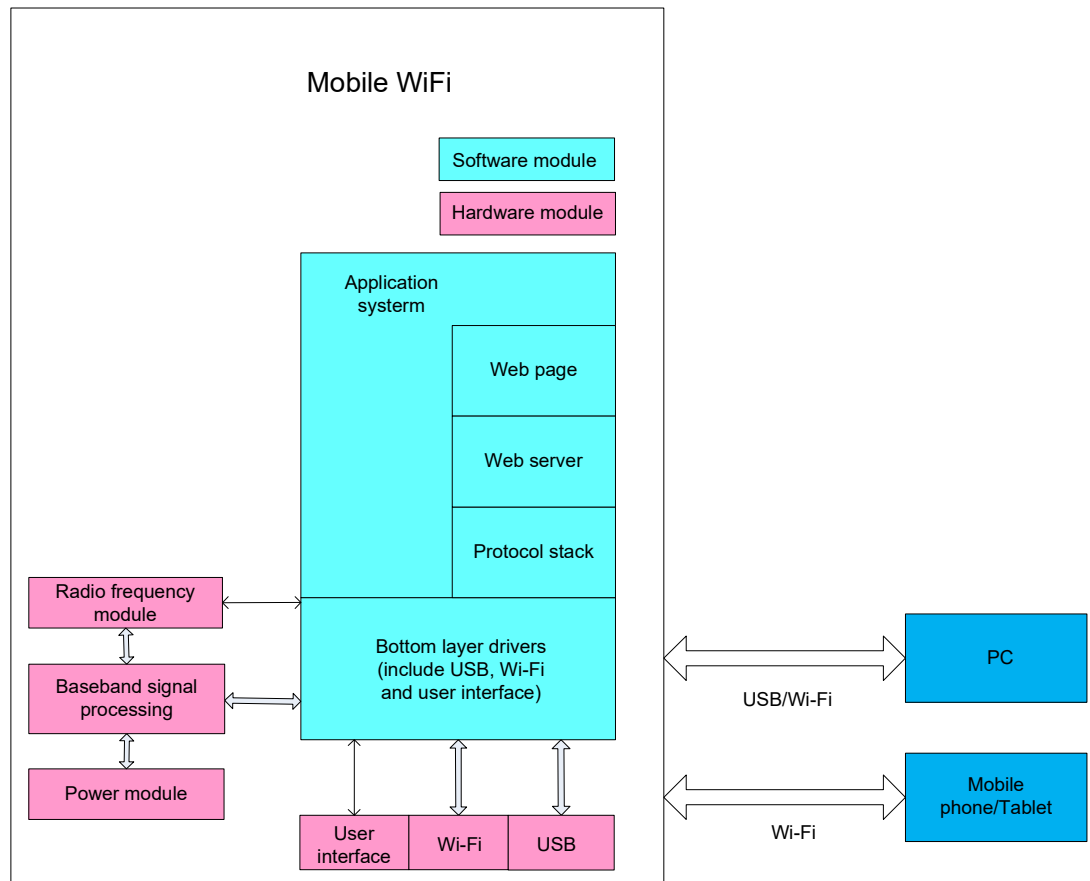 Mobile WiFi
Software module
Hardware module
Application
systerm
Web page
Web server
Protocol stack
Radio frequency
module
Bottom layer drivers
(include USB, Wi-Fi
and user interface)
Baseband signal
processing
Power module
User
interface
Wi-Fi
USB
PC
USB/Wi-Fi
Mobile
phone/Tablet
Wi-Fi